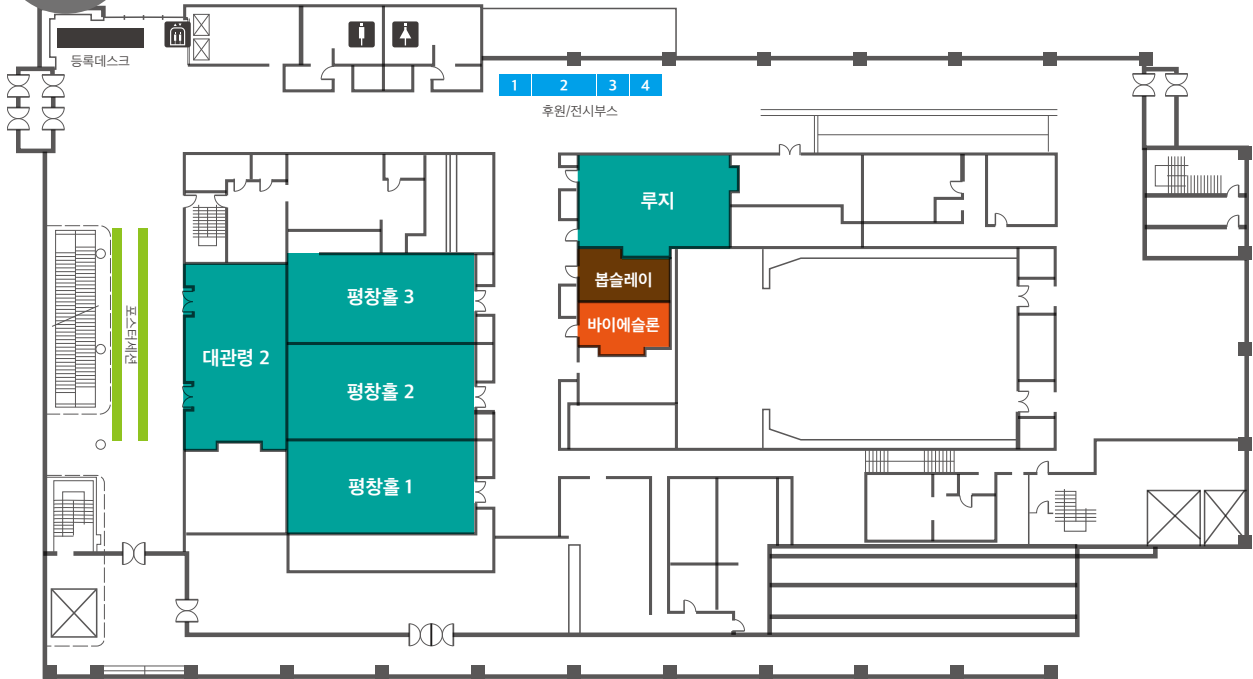 등록데스크
1 2 3 4
후원/전시부스
루지
봅슬레이
바이애슬론
평창홀 3
대관령 2
평창홀 2
평창홀 1
포스터세션